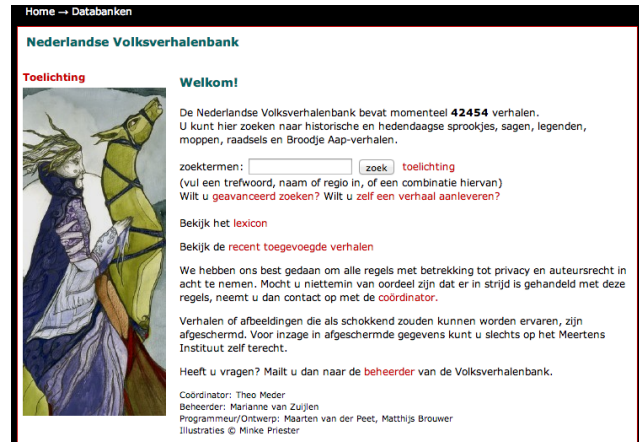 Home → Databanken
Nederlandse Volksverhalenbank
Toelichting
Welkom!
De Nederlandse Volksverhalenbank bevat momenteel 42454 verhalen.
U kunt hier zoeken naar historische en hedendaagse sprookjes, sagen, legenden,
moppen, raadsels en Broodje Aap-verhalen.
zoektermen: zoek toelichting
(vul een trefwoord, naam of regio in, of een combinatie hiervan)
Wilt u geavanceerd zoeken? Wilt u zelf een verhaal aanleveren?
Bekijk het lexicon
Bekijk de recent toegevoegde verhalen
We hebben ons best gedaan om alle regels met betrekking tot privacy en auteursrecht in
acht te nemen. Mocht u niettemin van oordeel zijn dat er in strijd is gehandeld met deze
regels, neemt u dan contact op met de coördinator.
Verhalen of afbeeldingen die als schokkend zouden kunnen worden ervaren, zijn
afgeschermd. Voor inzage in afgeschermde gegevens kunt u slechts op het Meertens
Instituut zelf terecht.
Heeft u vragen? Mailt u dan naar de beheerder van de Volksverhalenbank.
Coördinator: Theo Meder
Beheerder: Marianne van Zuijlen
Programmeur/Ontwerp: Maarten van der Peet, Matthijs Brouwer
Illustraties © Minke Priester